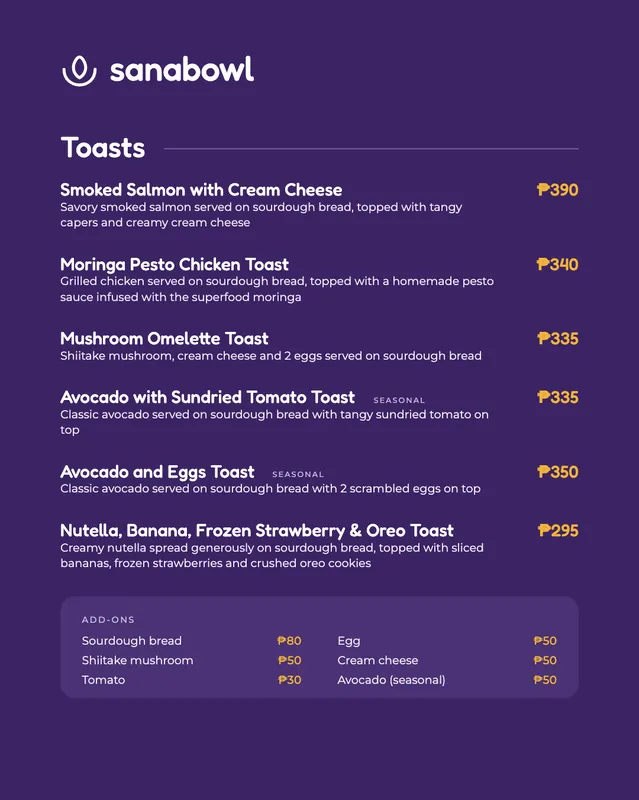 sanabowl
Toasts
Smoked Salmon with Cream Cheese ₱390
Savory smoked salmon served on sourdough bread, topped with tangy
capers and creamy cream cheese
Moringa Pesto Chicken Toast ₱340
Grilled chicken served on sourdough bread, topped with a homemade pesto
sauce infused with the superfood moringa
Mushroom Omelette Toast ₱335
Shiitake mushroom, cream cheese and 2 eggs served on sourdough bread
Avocado with Sundried Tomato Toast SEASONAL ₱335
Classic avocado served on sourdough bread with tangy sundried tomato on
top
Avocado and Eggs Toast SEASONAL ₱350
Classic avocado served on sourdough bread with 2 scrambled eggs on top
Nutella, Banana, Frozen Strawberry & Oreo Toast ₱295
Creamy nutella spread generously on sourdough bread, topped with sliced
bananas, frozen strawberries and crushed oreo cookies
ADD-ONS
Sourdough bread ₱80 Egg ₱50
Shiitake mushroom ₱50 Cream cheese ₱50
Tomato ₱30 Avocado (seasonal) ₱50